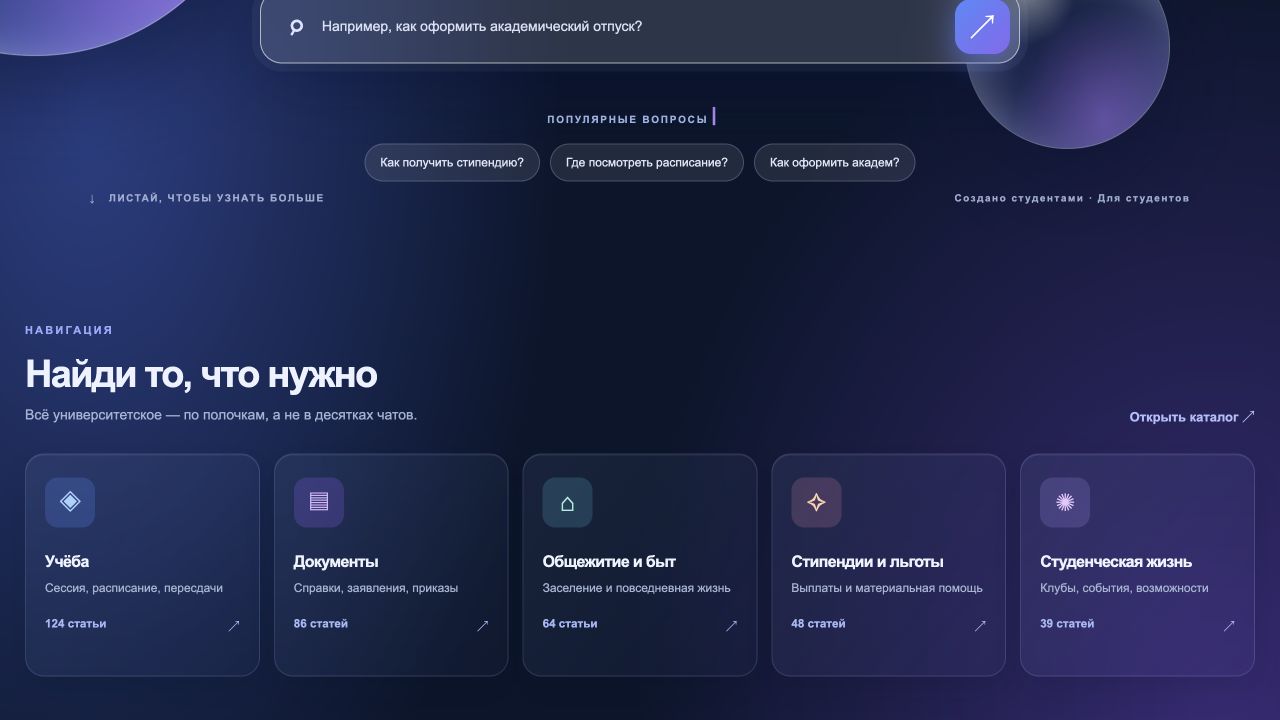 Например, как оформить академический отпуск?
ПОПУЛЯРНЫЕ ВОПРОСЫ
Как получить стипендию?
Где посмотреть расписание?
Как оформить академ?
↓ ЛИСТАЙ, ЧТОБЫ УЗНАТЬ БОЛЬШЕ
Создано студентами · Для студентов
НАВИГАЦИЯ
Найди то, что нужно
Всё университетское — по полочкам, а не в десятках чатов.
Открыть каталог ↗
Учёба
Сессия, расписание, пересдачи
124 статьи ↗
Документы
Справки, заявления, приказы
86 статей ↗
Общежитие и быт
Заселение и повседневная жизнь
64 статьи ↗
Стипендии и льготы
Выплаты и материальная помощь
48 статей ↗
Студенческая жизнь
Клубы, события, возможности
39 статей ↗